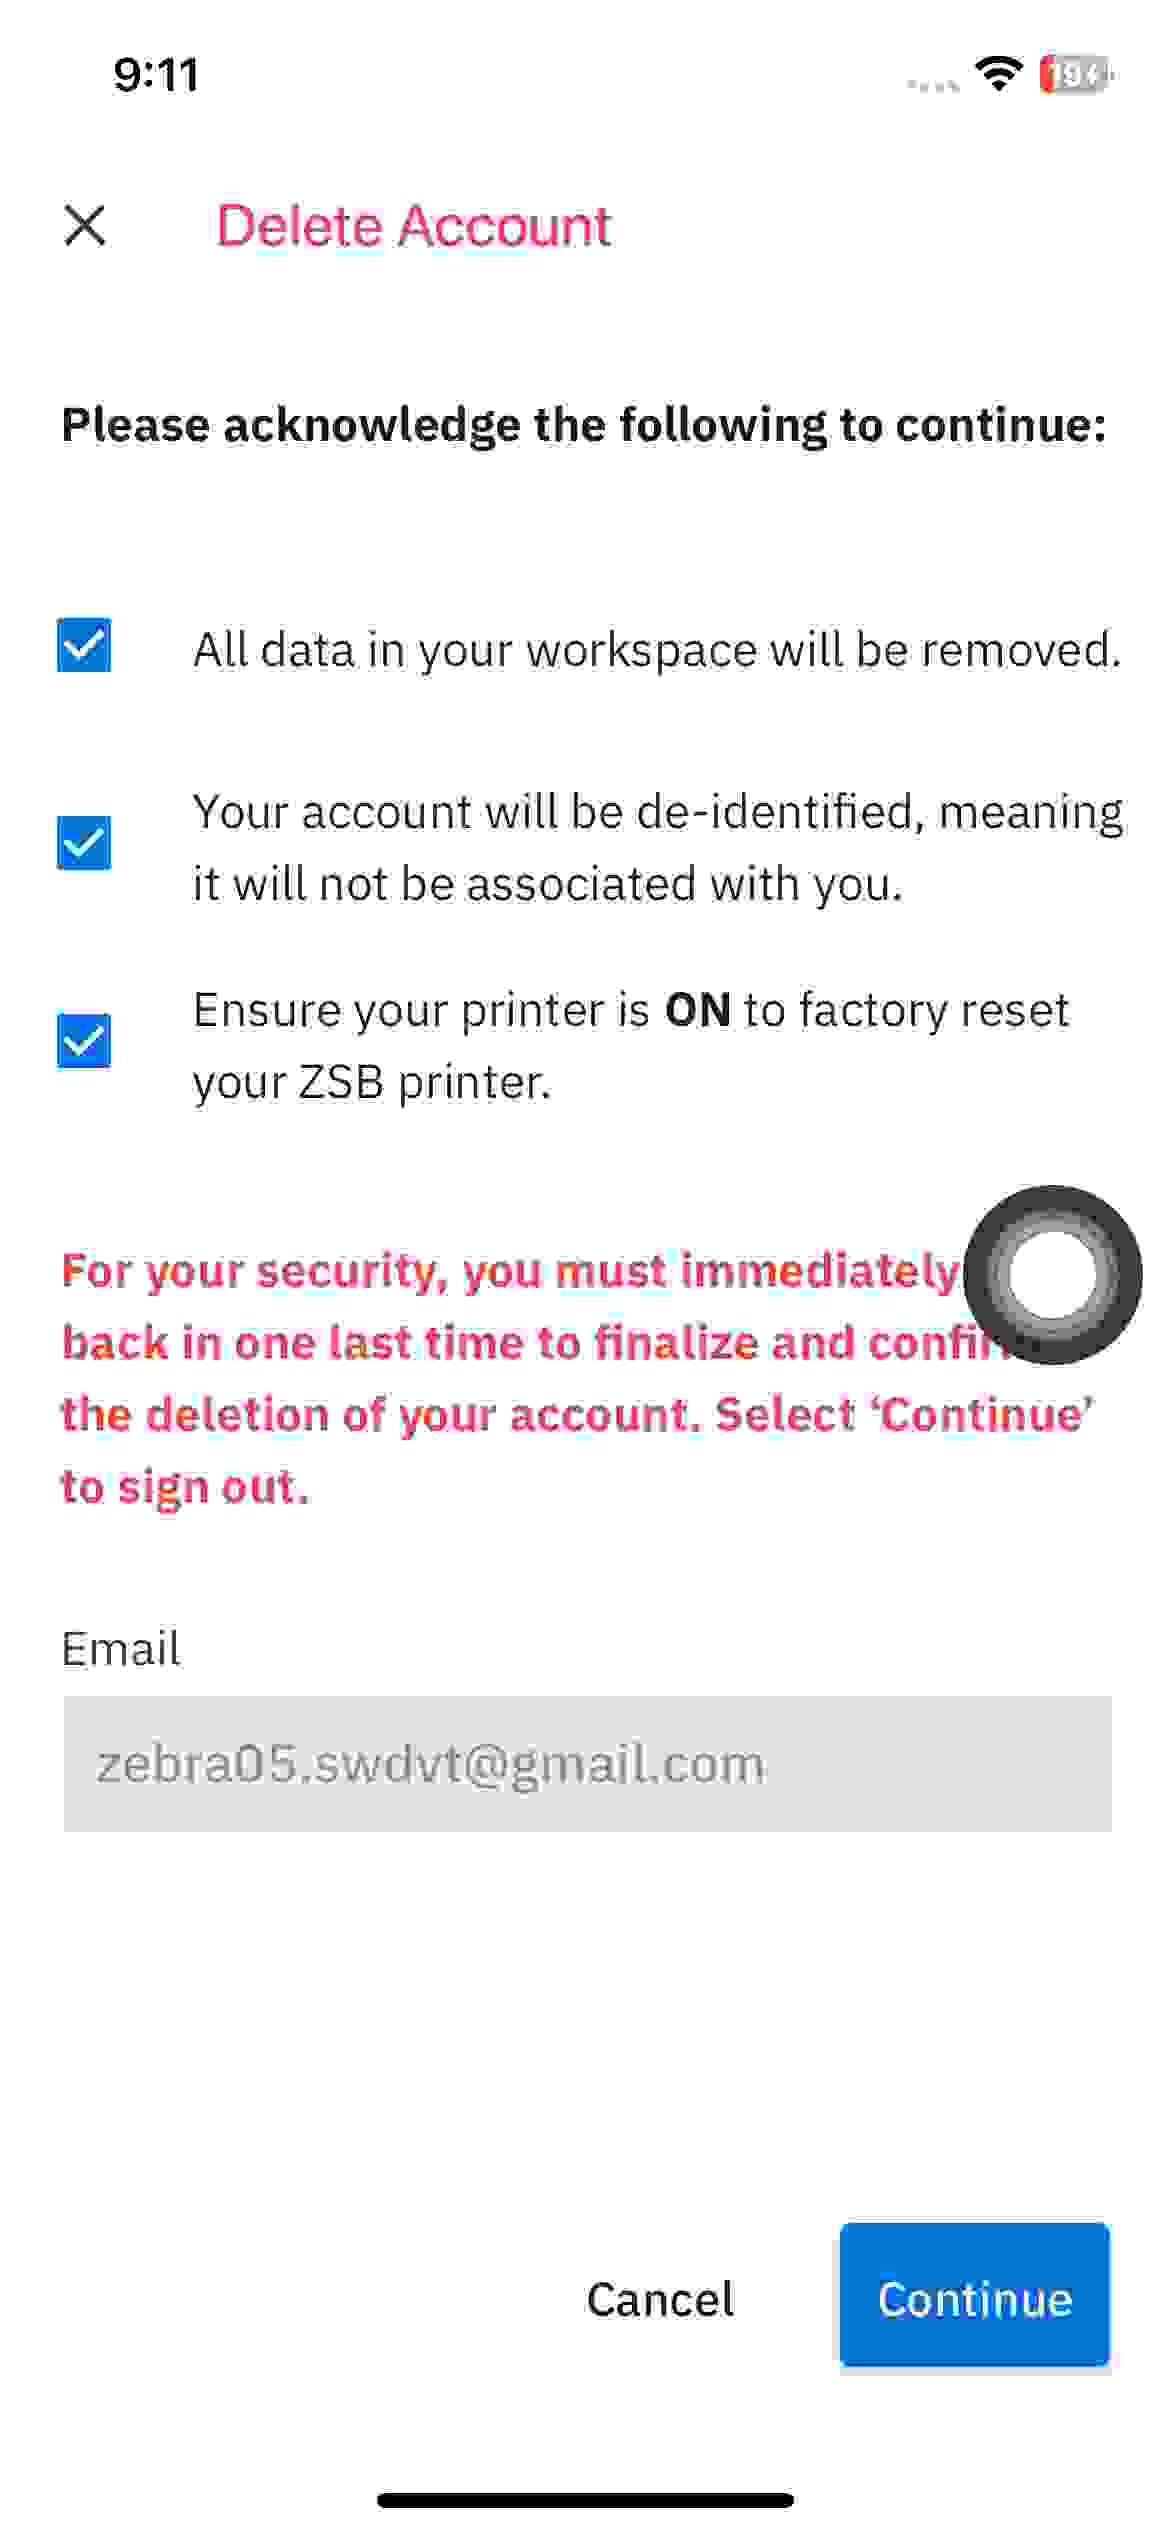 9:11
19
Delete Account
Please acknowledge the following to continue:
All data in your workspace will be removed.
Your account will be de-identified, meaning
it will not be associated with you.
Ensure your printer is ON to factory reset
your ZSB printer.
For your security, you must immediately
back in one last time to finalize and
the deletion of your account. Select ‘Continue’
to sign out.
Email
zebra05.swdvt@gmail.com
Cancel
Continue